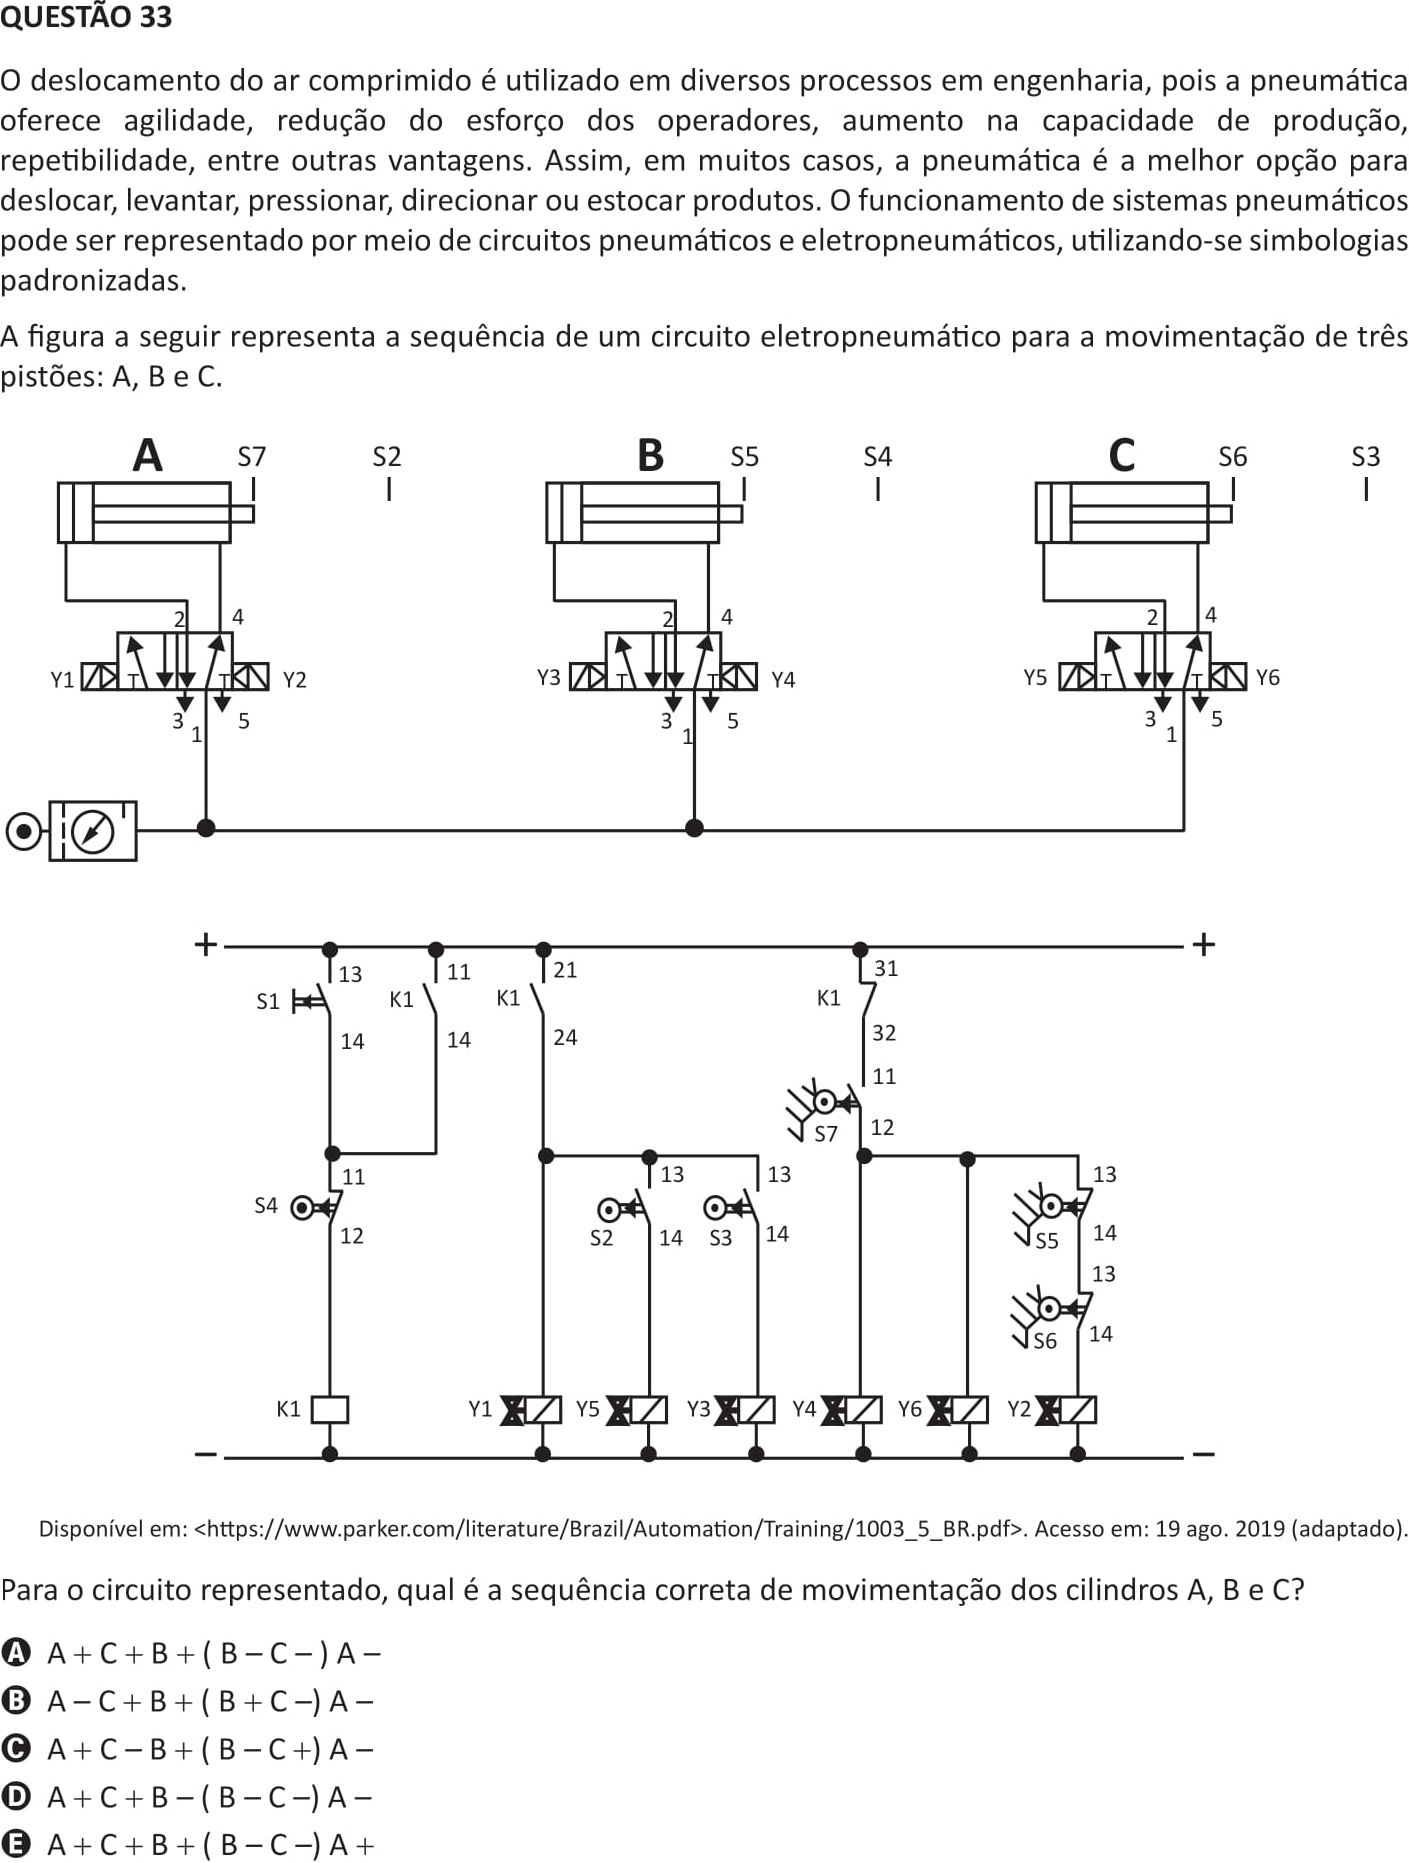 QUESTÃO 33
O deslocamento do ar comprimido é utilizado em diversos processos em engenharia, pois a pneumática
oferece agilidade, redução do esforço dos operadores, aumento na capacidade de produção,
repetibilidade, entre outras vantagens. Assim, em muitos casos, a pneumática é a melhor opção para
deslocar, levantar, pressionar, direcionar ou estocar produtos. O funcionamento de sistemas pneumáticos
pode ser representado por meio de circuitos pneumáticos e eletropneumáticos, utilizando-se simbologias
padronizadas.
A figura a seguir representa a sequência de um circuito eletropneumático para a movimentação de três
pistões: A, B e C.
A S7 S2 B S5 S4 C S6 S3
2 4 2 4 2 4
Y1 Y2 Y3 Y4 Y5 Y6
3 5 3 5 3 5
1 1 1
+ +
13 11 21 31
S1 K1 K1 K1
14 14 24 32
11
S7 12
11 13 13 13
S4 S2 S3 S5
12 14 14 14
13
S6 14
K1 Y1 Y5 Y3 Y4 Y6 Y2
– –
Disponível em: <https://www.parker.com/literature/Brazil/Automation/Training/1003_5_BR.pdf>. Acesso em: 19 ago. 2019 (adaptado).
Para o circuito representado, qual é a sequência correta de movimentação dos cilindros A, B e C?
A A + C + B + ( B – C – ) A –
B A – C + B + ( B + C –) A –
C A + C – B + ( B – C +) A –
D A + C + B – ( B – C –) A –
E A + C + B + ( B – C –) A +